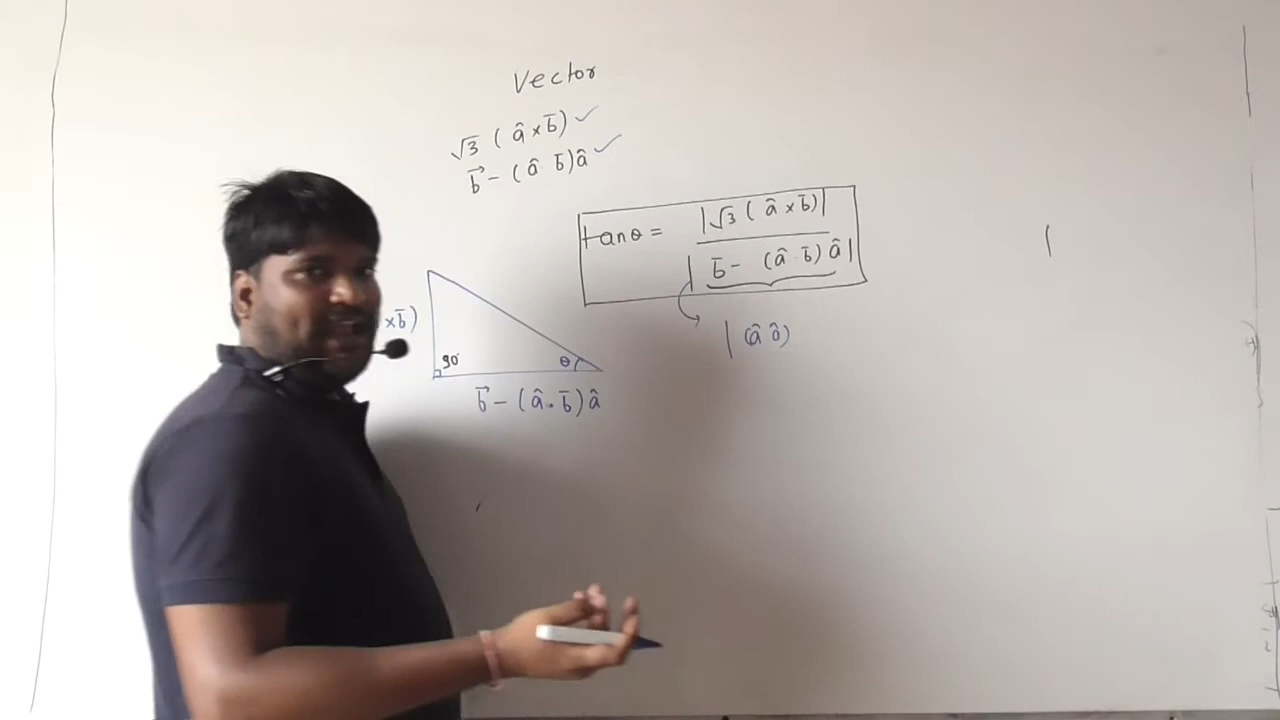 Vector
√3 ( â × b̄ ) ✓
b⃗ − ( â b̄ ) â ✓
tanθ = |√3 ( â × b̄ )|
| b̄ − ( â · b̄ ) â |
| (â ô)
× b̄ )
90°
θ
b⃗ − ( â · b̄ ) â